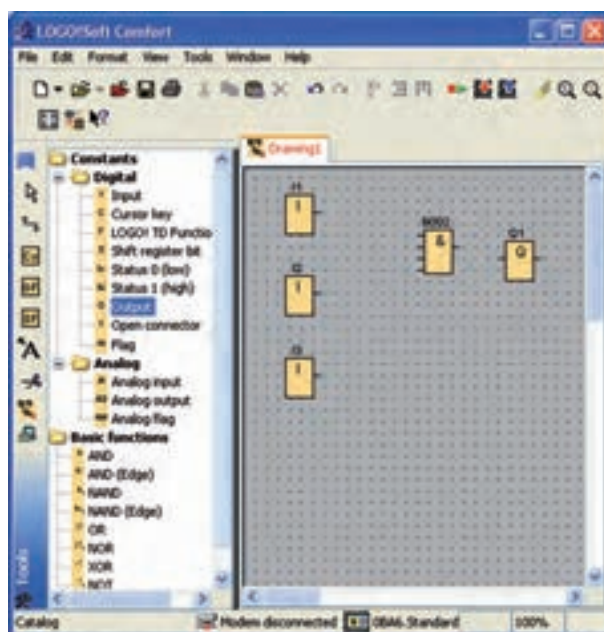 LOGO!Soft Comfort
File Edit Format View Tools Window Help
Drawing1
Constants
Digital
Input
Cursor key
LOGO! TD Functio
Shift register bit
Status 0 (low)
Status 1 (high)
Output
Open connector
Flag
Analog
Analog input
Analog output
Analog flag
Basic functions
AND
AND (Edge)
NAND
NAND (Edge)
OR
NOR
XOR
NOT
I1
I
I2
I
I3
I
&
Q1
Q
Tools
Catalog
Modem disconnected
0BA6.Standard
100%